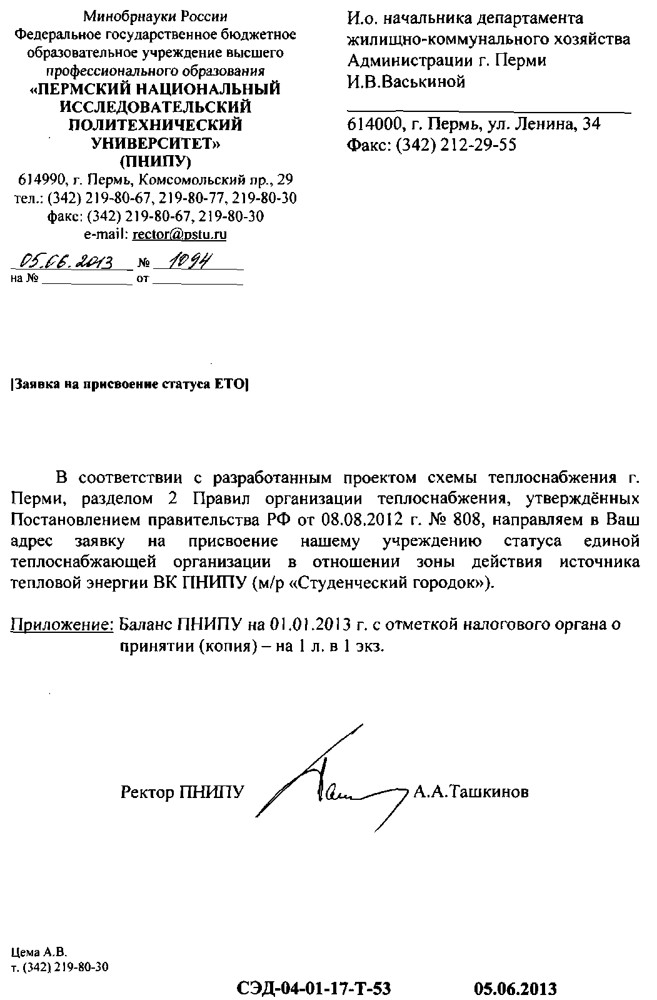 Минобрнауки России
Федеральное государственное бюджетное
образовательное учреждение высшего
профессионального образования
«ПЕРМСКИЙ НАЦИОНАЛЬНЫЙ
ИССЛЕДОВАТЕЛЬСКИЙ
ПОЛИТЕХНИЧЕСКИЙ
УНИВЕРСИТЕТ»
(ПНИПУ)
614990, г. Пермь, Комсомольский пр., 29
тел.: (342) 219-80-67, 219-80-77, 219-80-30
факс: (342) 219-80-67, 219-80-30
e-mail: rector@pstu.ru
05.06.2013 № 1094
на № от
И.о. начальника департамента
жилищно-коммунального хозяйства
Администрации г. Перми
И.В.Васькиной
614000, г. Пермь, ул. Ленина, 34
Факс: (342) 212-29-55
|Заявка на присвоение статуса ЕТО|
В соответствии с разработанным проектом схемы теплоснабжения г.
Перми, разделом 2 Правил организации теплоснабжения, утверждённых
Постановлением правительства РФ от 08.08.2012 г. № 808, направляем в Ваш
адрес заявку на присвоение нашему учреждению статуса единой
теплоснабжающей организации в отношении зоны действия источника
тепловой энергии ВК ПНИПУ (м/р «Студенческий городок»).
Приложение: Баланс ПНИПУ на 01.01.2013 г. с отметкой налогового органа о
принятии (копия) – на 1 л. в 1 экз.
Ректор ПНИПУ А.А.Ташкинов
Цема А.В.
т. (342) 219-80-30
СЭД-04-01-17-Т-53 05.06.2013